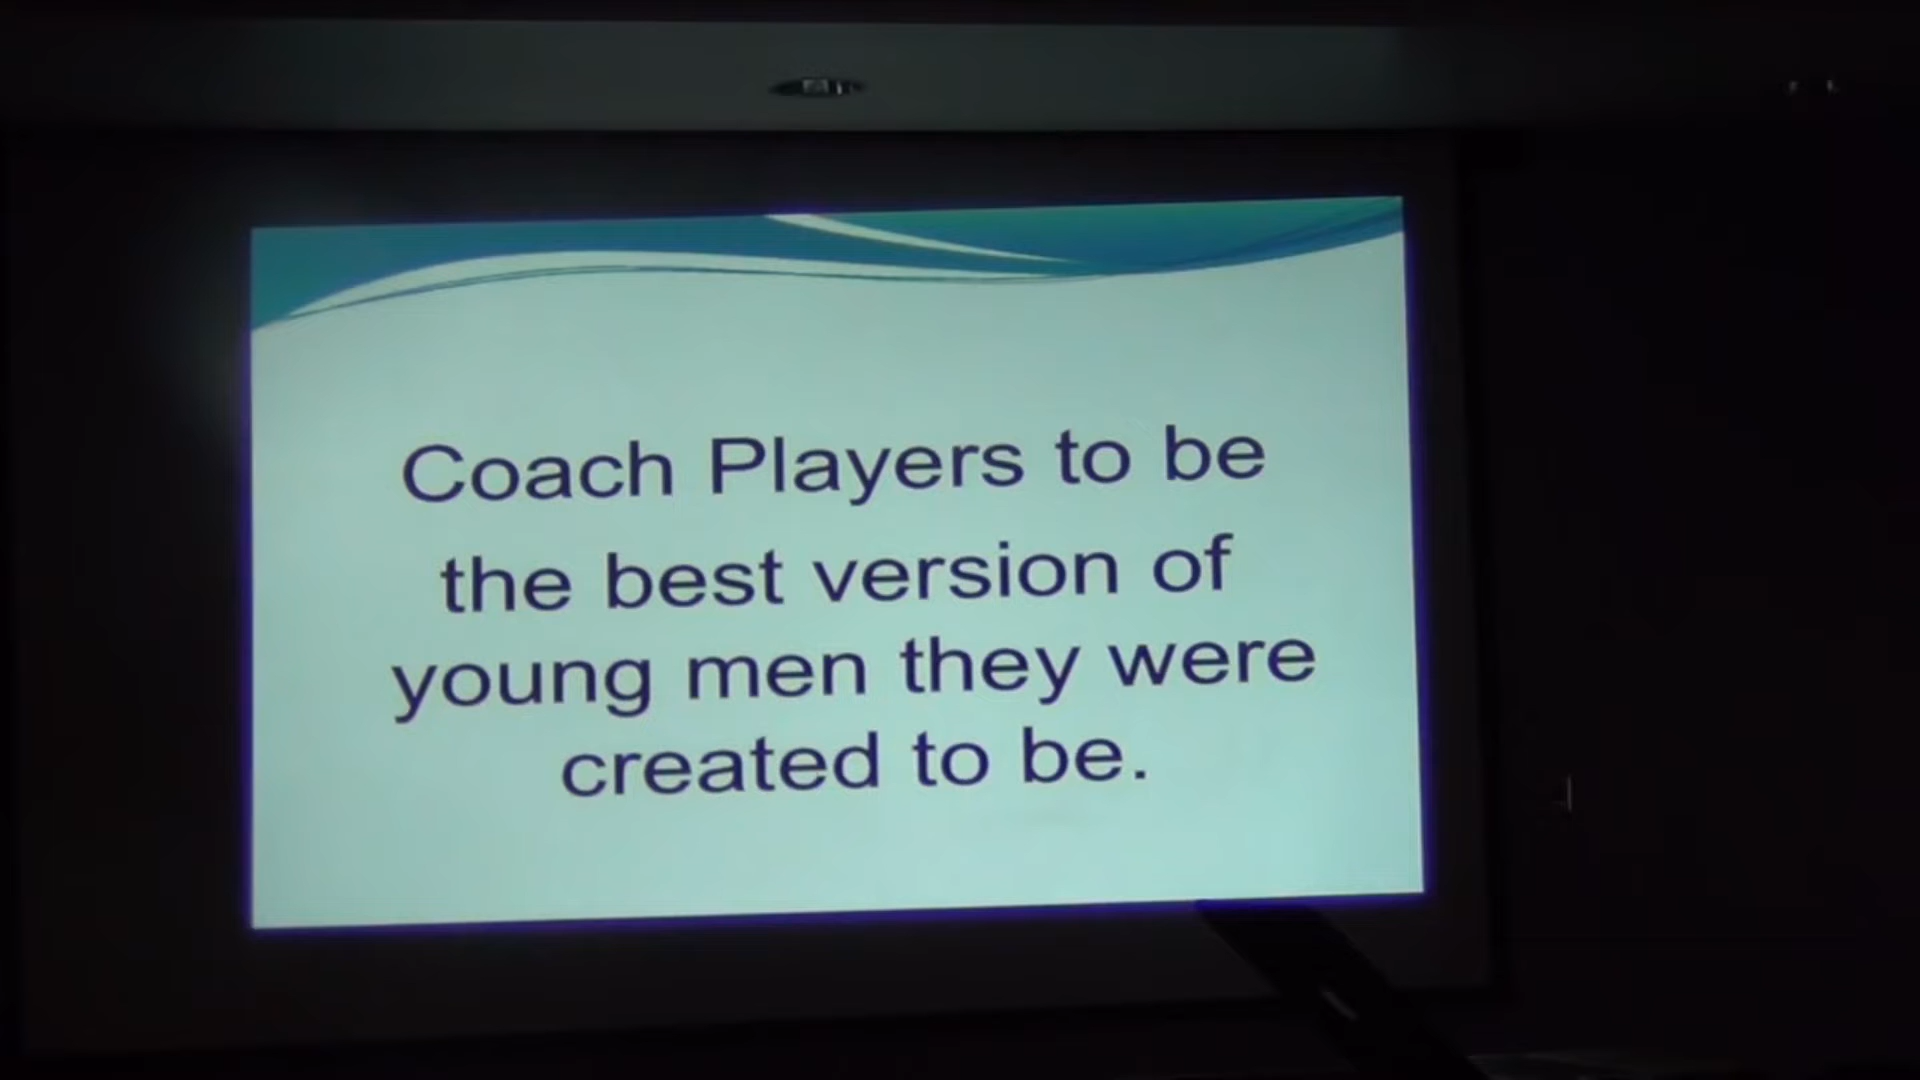 Coach Players to be
the best version of
young men they were
created to be.